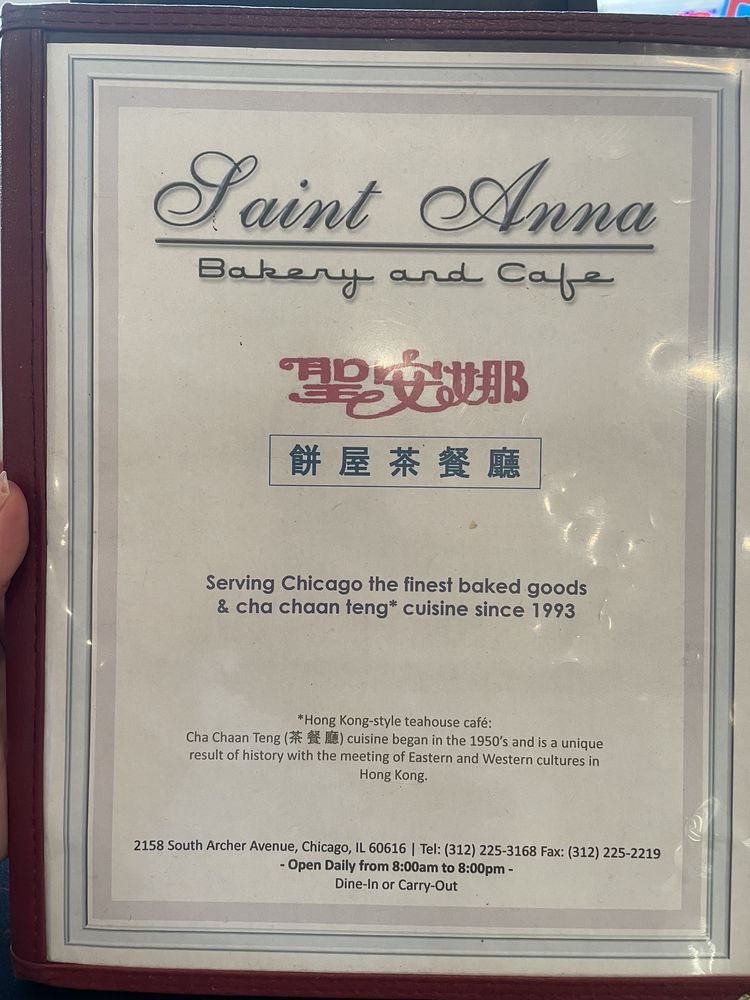 Saint Anna
Bakery and Cafe
聖安娜
餅屋茶餐廳
Serving Chicago the finest baked goods
& cha chaan teng* cuisine since 1993
*Hong Kong-style teahouse café:
Cha Chaan Teng (茶餐廳) cuisine began in the 1950's and is a unique
result of history with the meeting of Eastern and Western cultures in
Hong Kong.
2158 South Archer Avenue, Chicago, IL 60616 | Tel: (312) 225-3168 Fax: (312) 225-2219
- Open Daily from 8:00am to 8:00pm -
Dine-In or Carry-Out